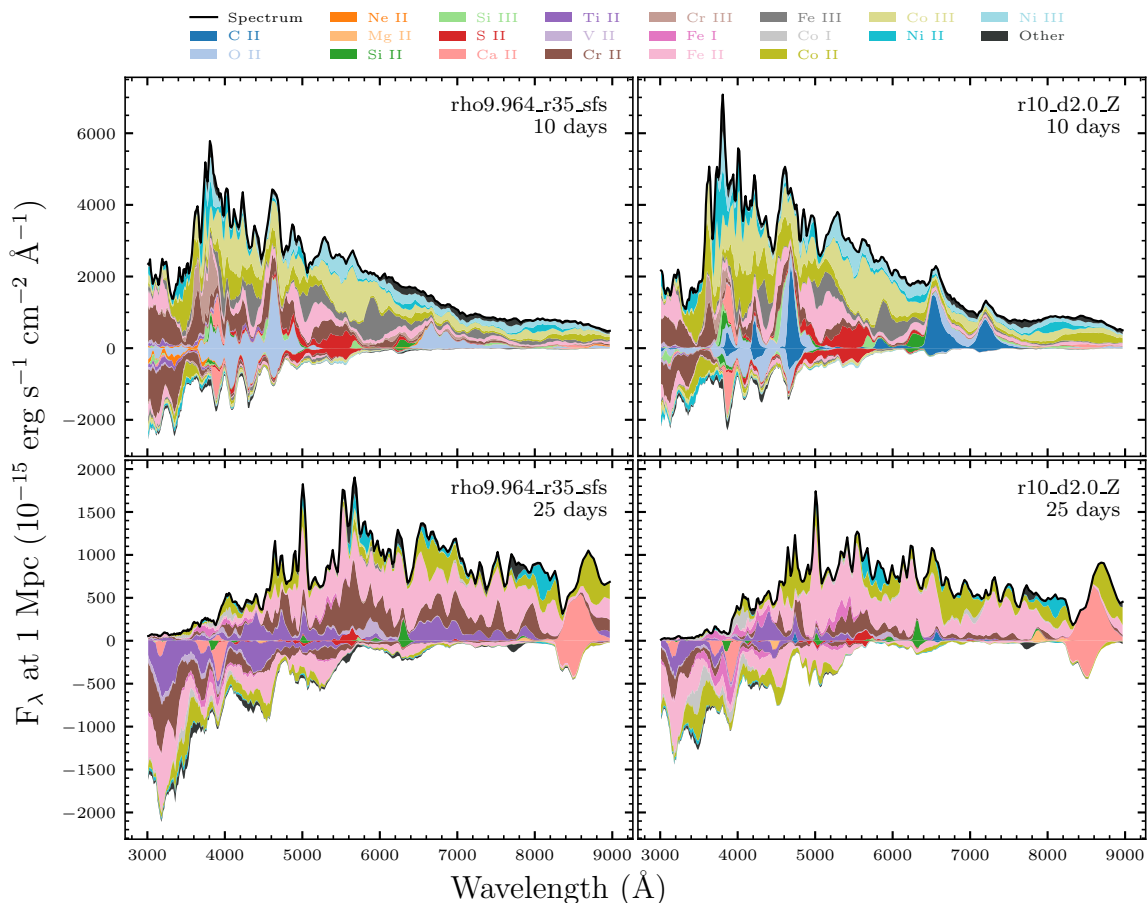 Spectrum Ne II Si III Ti II Cr III Fe III Co III Ni III
C II Mg II S II V II Fe I Co I Ni II Other
O II Si II Ca II Cr II Fe II Co II
rho9.964_r35_sfs
10 days
r10_d2.0_Z
10 days
6000
4000
2000
0
−2000
rho9.964_r35_sfs
25 days
r10_d2.0_Z
25 days
2000
1500
1000
500
0
−500
−1000
−1500
−2000
3000 4000 5000 6000 7000 8000 9000
3000 4000 5000 6000 7000 8000 9000
Wavelength (Å)
F_λ at 1 Mpc (10⁻¹⁵ erg s⁻¹ cm⁻² Å⁻¹)